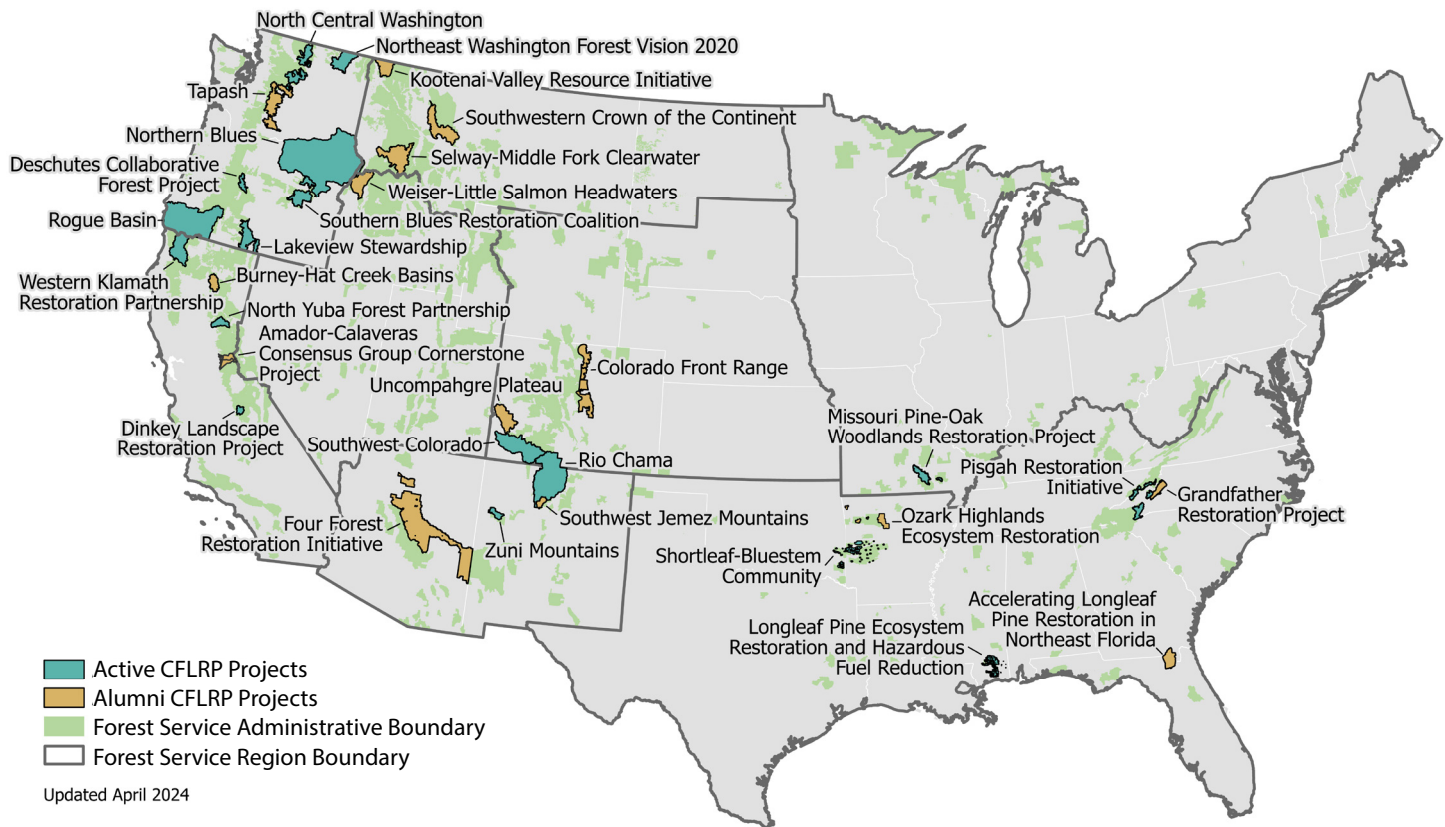 North Central Washington
Northeast Washington Forest Vision 2020
Kootenai-Valley Resource Initiative
Tapash
Southwestern Crown of the Continent
Northern Blues
Selway-Middle Fork Clearwater
Deschutes Collaborative
Forest Project
Weiser-Little Salmon Headwaters
Rogue Basin
Southern Blues Restoration Coalition
Lakeview Stewardship
Western Klamath
Restoration Partnership
Burney-Hat Creek Basins
North Yuba Forest Partnership
Amador-Calaveras
Consensus Group Cornerstone
Project
Colorado Front Range
Uncompahgre Plateau
Dinkey Landscape
Restoration Project
Southwest Colorado
Rio Chama
Missouri Pine-Oak
Woodlands Restoration Project
Pisgah Restoration
Initiative
Grandfather
Restoration Project
Four Forest
Restoration Initiative
Southwest Jemez Mountains
Zuni Mountains
Ozark Highlands
Ecosystem Restoration
Shortleaf-Bluestem
Community
Accelerating Longleaf
Pine Restoration in
Northeast Florida
Longleaf Pine Ecosystem
Restoration and Hazardous
Fuel Reduction
Active CFLRP Projects
Alumni CFLRP Projects
Forest Service Administrative Boundary
Forest Service Region Boundary
Updated April 2024